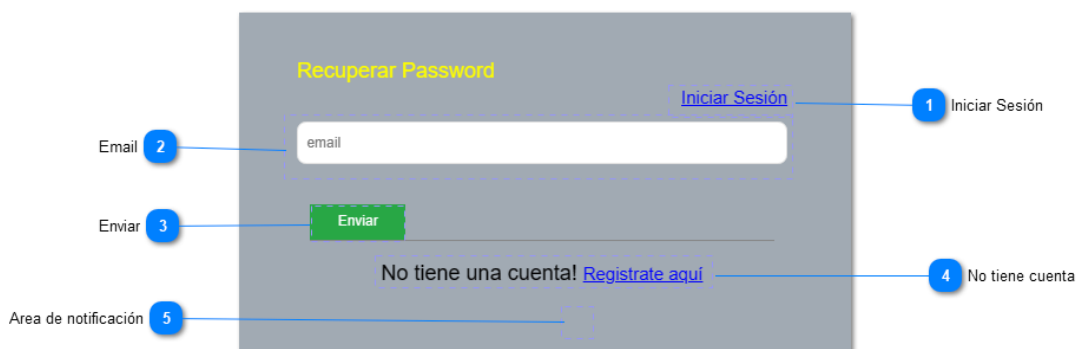 Recuperar Password
Iniciar Sesión
1 Iniciar Sesión
Email 2
email
Enviar 3
Enviar
No tiene una cuenta! Registrate aquí
4 No tiene cuenta
Area de notificación 5